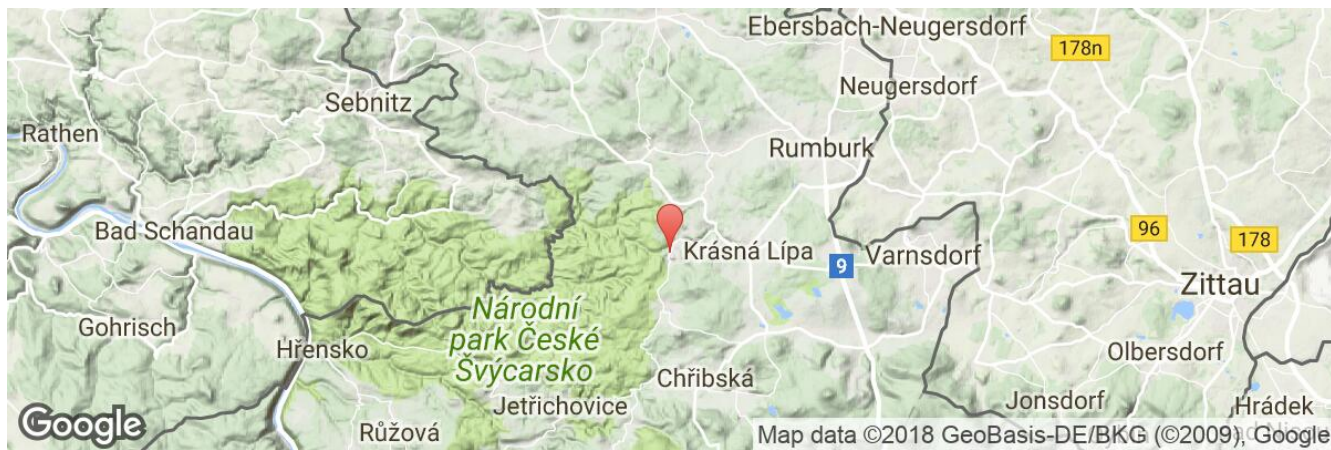 Ebersbach-Neugersdorf
178n
Neugersdorf
Sebnitz
Rathen
Rumburk
Bad Schandau
96
178
Krásná Lípa
9
Varnsdorf
Zittau
Národní
park České
Švýcarsko
Gohrisch
Hřensko
Olbersdorf
Chřibská
Jetřichovice
Jonsdorf
Hrádek
Google
Růžová
Map data ©2018 GeoBasis-DE/BKG (©2009), Google